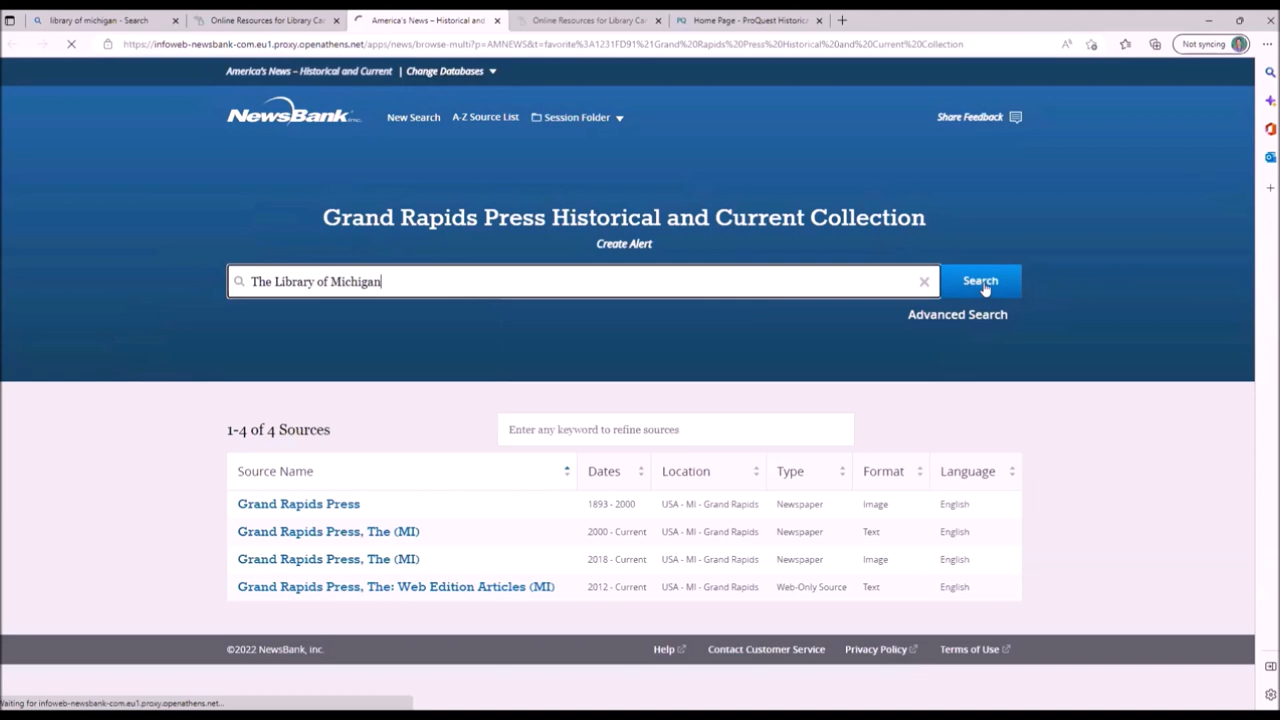 library of michigan - Search
Online Resources for Library Ca
America's News – Historical and
Online Resources for Library Ca
Home Page - ProQuest Historica
Not syncing
https://infoweb-newsbank-com.eu1.proxy.openathens.net/apps/news/browse-multi?p=AMNEWS&t=favorite%3A1231FD91%21Grand%20Rapids%20Press%20Historical%20and%20Current%20Collection
America's News – Historical and Current | Change Databases
NewsBank INC. New Search A-Z Source List Session Folder Share Feedback
Grand Rapids Press Historical and Current Collection
Create Alert
The Library of Michigan Search
Advanced Search
1-4 of 4 Sources Enter any keyword to refine sources
Source Name Dates Location Type Format Language
Grand Rapids Press 1893 - 2000 USA - MI - Grand Rapids Newspaper Image English
Grand Rapids Press, The (MI) 2000 - Current USA - MI - Grand Rapids Newspaper Text English
Grand Rapids Press, The (MI) 2018 - Current USA - MI - Grand Rapids Newspaper Image English
Grand Rapids Press, The: Web Edition Articles (MI) 2012 - Current USA - MI - Grand Rapids Web-Only Source Text English
©2022 NewsBank, inc. Help Contact Customer Service Privacy Policy Terms of Use
Waiting for infoweb-newsbank-com.eu1.proxy.openathens.net...